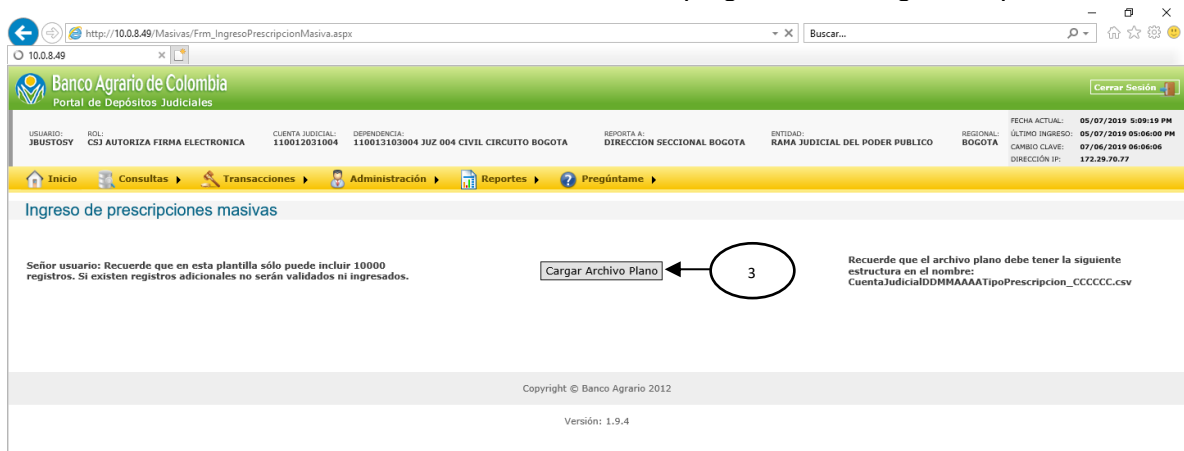 http://10.0.8.49/Masivas/Frm_IngresoPrescripcionMasiva.aspx
Buscar...
10.0.8.49
Banco Agrario de Colombia
Portal de Depósitos Judiciales
Cerrar Sesión
USUARIO: JBUSTOSY
ROL: CSJ AUTORIZA FIRMA ELECTRONICA
CUENTA JUDICIAL: 110012031004
DEPENDENCIA: 110013103004 JUZ 004 CIVIL CIRCUITO BOGOTA
REPORTA A: DIRECCION SECCIONAL BOGOTA
ENTIDAD: RAMA JUDICIAL DEL PODER PUBLICO
REGIONAL: BOGOTA
FECHA ACTUAL: 05/07/2019 5:09:19 PM
ÚLTIMO INGRESO: 05/07/2019 05:06:00 PM
CAMBIO CLAVE: 07/06/2019 06:06:06
DIRECCIÓN IP: 172.29.70.77
Inicio Consultas Transacciones Administración Reportes Pregúntame
Ingreso de prescripciones masivas
Señor usuario: Recuerde que en esta plantilla sólo puede incluir 10000
registros. Si existen registros adicionales no serán validados ni ingresados.
Cargar Archivo Plano
3
Recuerde que el archivo plano debe tener la siguiente
estructura en el nombre:
CuentaJudicialDDMMAAAATipoPrescripcion_CCCCCC.csv
Copyright © Banco Agrario 2012
Versión: 1.9.4